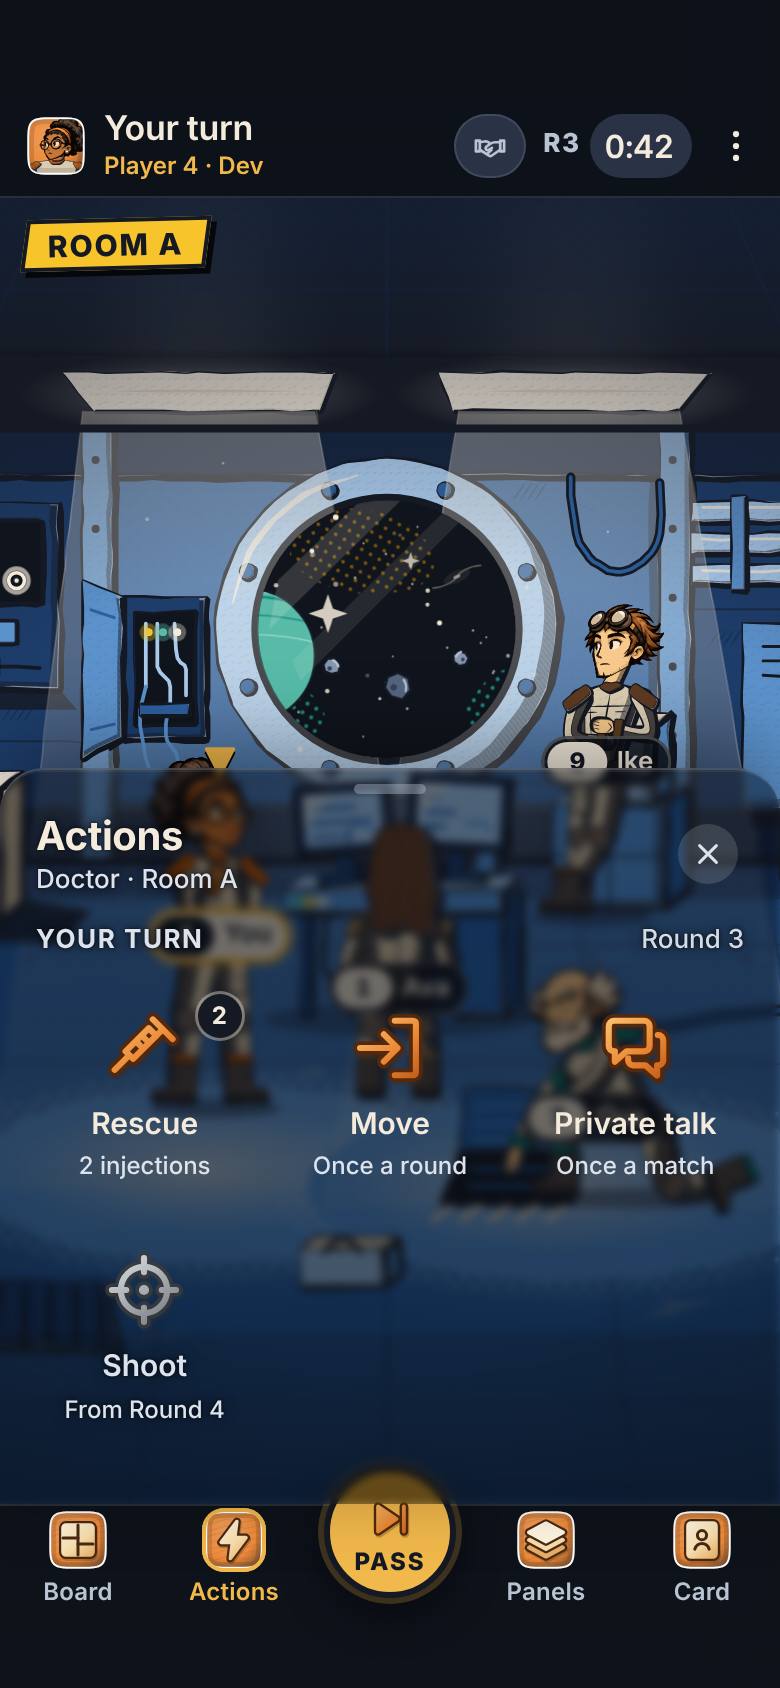 Your turn
Player 4 · Dev
R3
0:42
ROOM A
9 Ike
Actions
Doctor · Room A
YOUR TURN
You
Round 3
Ava
2
Rescue
2 injections
Move
Once a round
Private talk
Once a match
Shoot
From Round 4
PASS
Board
Actions
Panels
Card